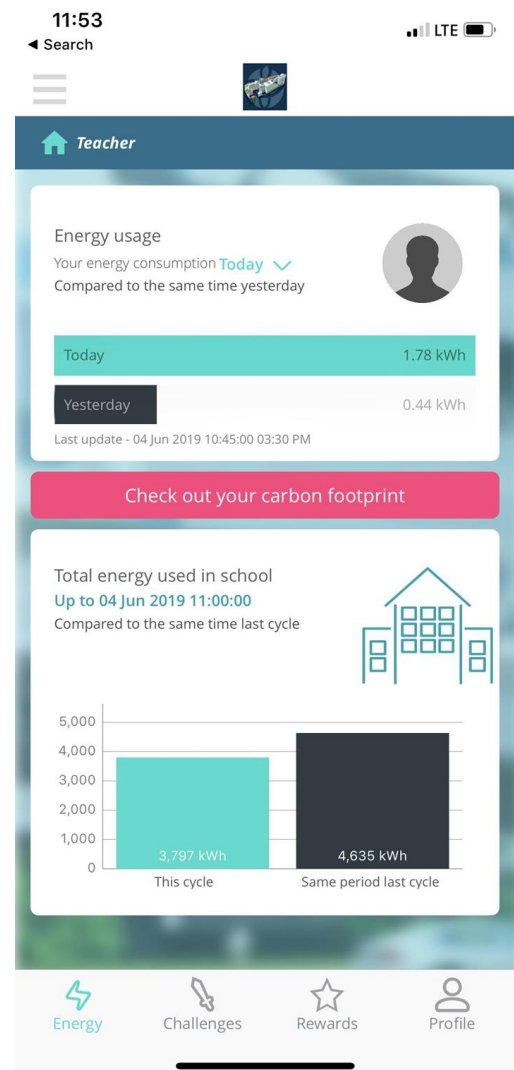 11:53
LTE
◄ Search
Teacher
Energy usage
Your energy consumption Today
Compared to the same time yesterday
Today 1.78 kWh
Yesterday 0.44 kWh
Last update - 04 Jun 2019 10:45:00 03:30 PM
Check out your carbon footprint
Total energy used in school
Up to 04 Jun 2019 11:00:00
Compared to the same time last cycle
5,000
4,000
3,000
2,000
1,000
0
3,797 kWh 4,635 kWh
This cycle Same period last cycle
Energy Challenges Rewards Profile